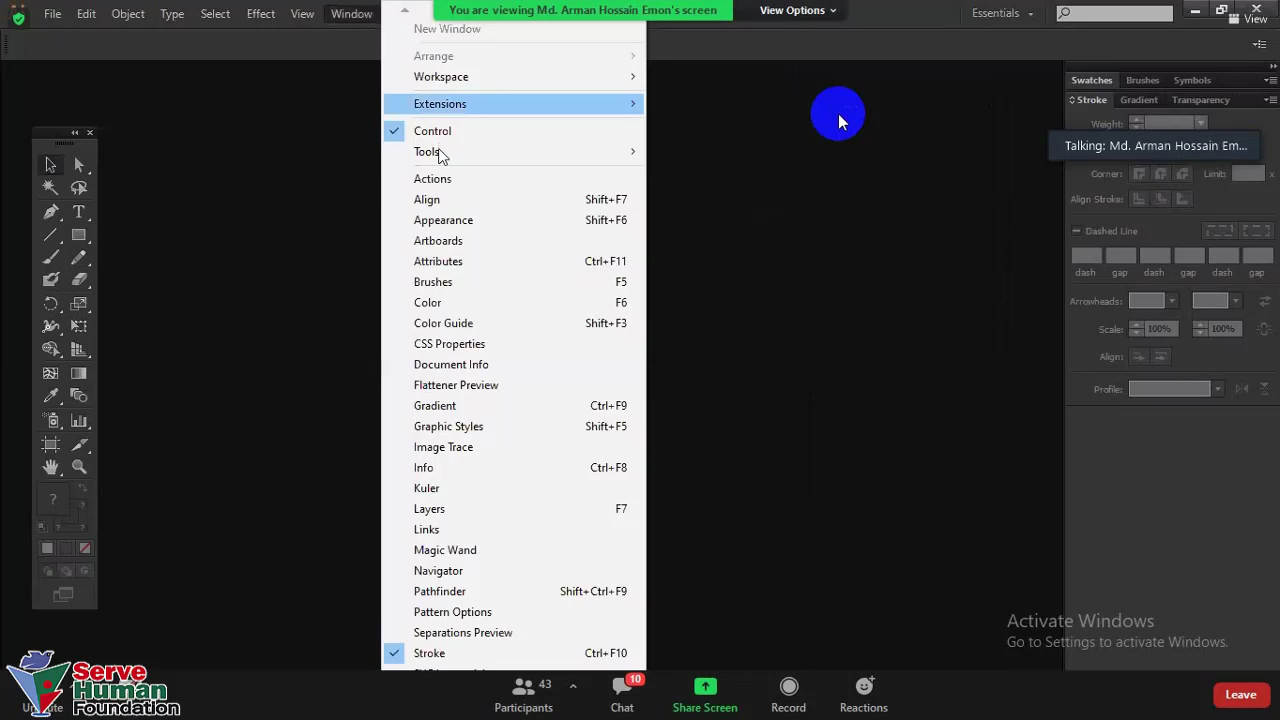 You are viewing Md. Arman Hossain Emon's screen
View Options
File
Edit
Object
Type
Select
Effect
View
Window
Essentials
View
New Window
Arrange
Workspace
Extensions
Control
Tools
Actions
Align Shift+F7
Appearance Shift+F6
Artboards
Attributes Ctrl+F11
Brushes F5
Color F6
Color Guide Shift+F3
CSS Properties
Document Info
Flattener Preview
Gradient Ctrl+F9
Graphic Styles Shift+F5
Image Trace
Info Ctrl+F8
Kuler
Layers F7
Links
Magic Wand
Navigator
Pathfinder Shift+Ctrl+F9
Pattern Options
Separations Preview
Stroke Ctrl+F10
Swatches Brushes Symbols
Stroke Gradient Transparency
Weight:
Talking: Md. Arman Hossain Em...
Corner: Limit: x
Align Stroke:
Dashed Line
dash gap dash gap dash gap
Arrowheads:
Scale: 100% 100%
Align:
Profile:
?
Activate Windows
Go to Settings to activate Windows.
Serve
Human
Foundation
43
Participants
10
Chat
Share Screen
Record
Reactions
Leave